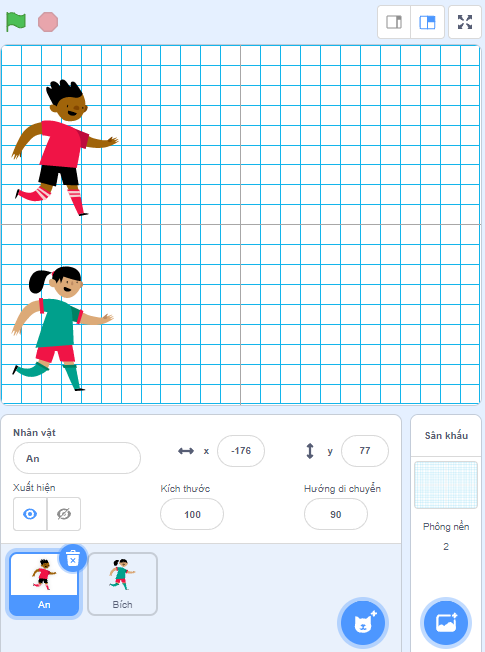 Nhân vật
An
x
-176
y
77
Xuất hiện
Kích thước
100
Hướng di chuyển
90
An
Bích
Sân khấu
Phông nền
2